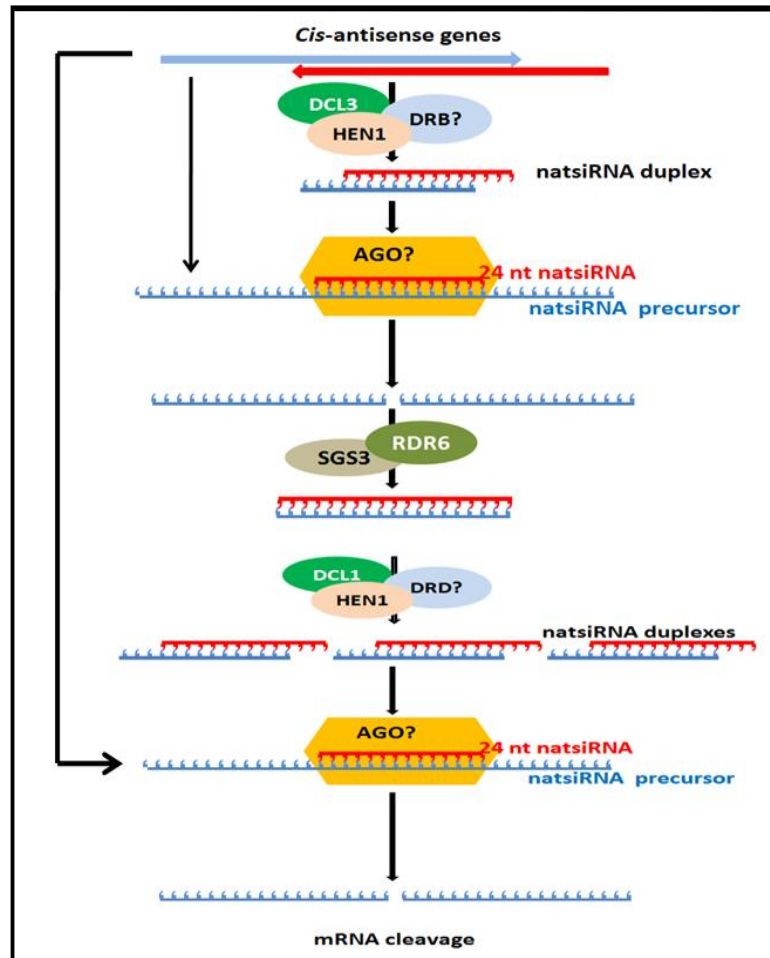 Cis-antisense genes
DCL3
DRB?
HEN1
natsiRNA duplex
AGO?
24 nt natsiRNA
natsiRNA precursor
RDR6
SGS3
DCL1
DRD?
HEN1
natsiRNA duplexes
AGO?
24 nt natsiRNA
natsiRNA precursor
mRNA cleavage